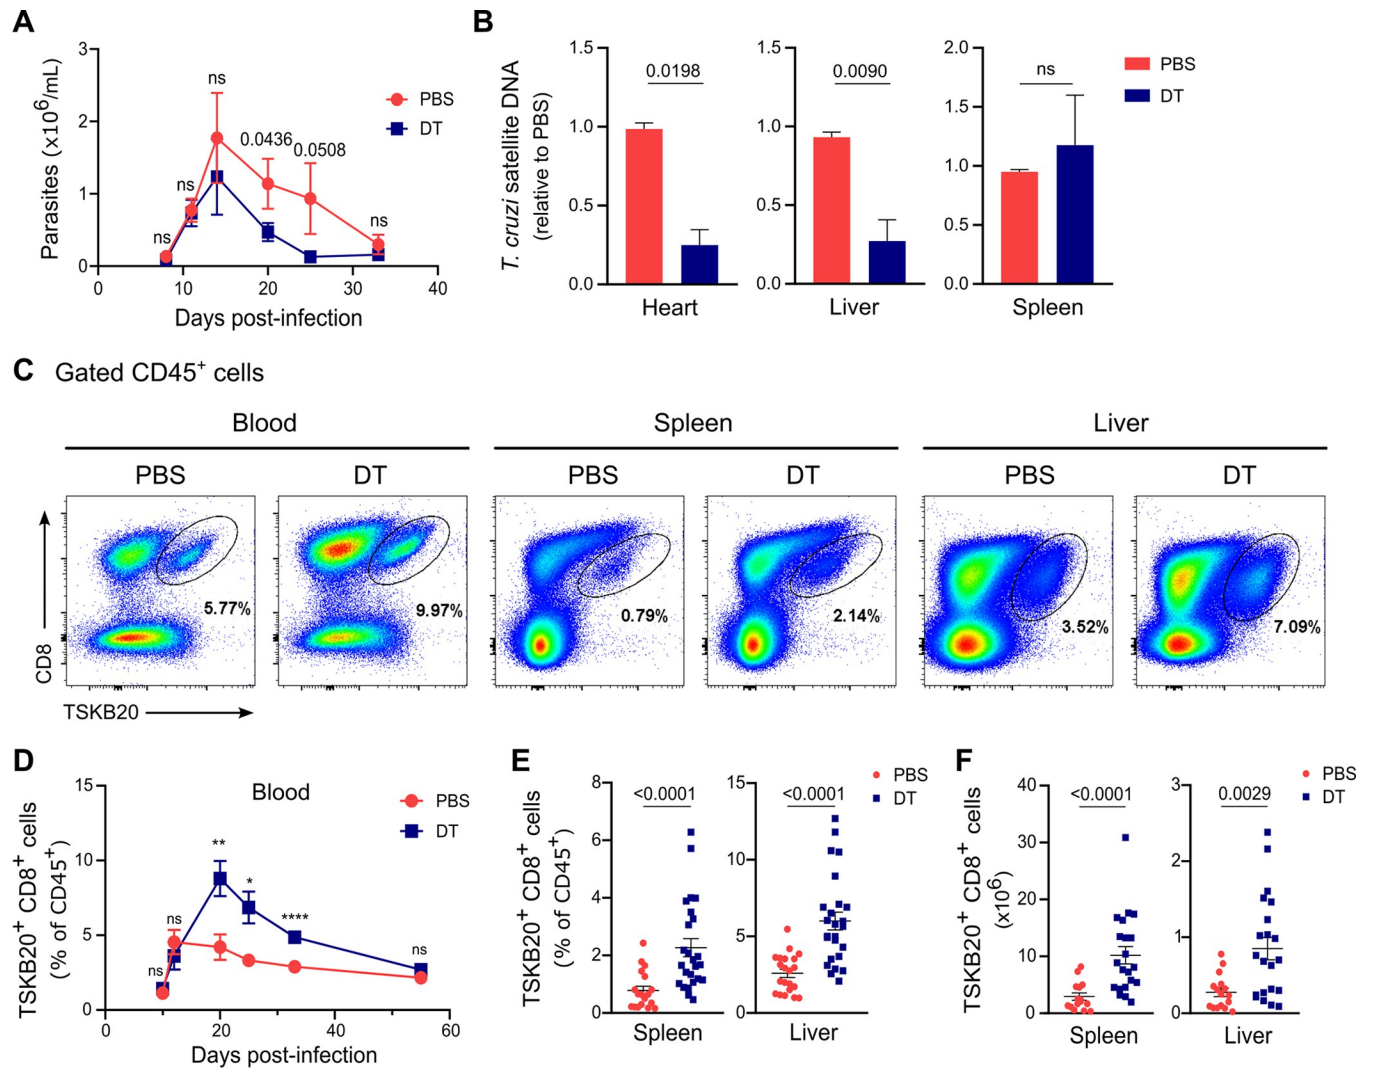 A
3
2
1
0
Parasites (x10⁶/mL)
ns
ns
ns
0.0436
0.0508
ns
PBS
DT
0 10 20 30 40
Days post-infection
B
T. cruzi satellite DNA
(relative to PBS)
1.5
1.0
0.5
0.0
0.0198
Heart
1.5
1.0
0.5
0.0
0.0090
Liver
2.0
1.5
1.0
0.5
0.0
ns
Spleen
PBS
DT
C Gated CD45⁺ cells
Blood Spleen Liver
PBS DT PBS DT PBS DT
5.77% 9.97% 0.79% 2.14% 3.52% 7.09%
CD8
TSKB20
D
Blood
TSKB20⁺ CD8⁺ cells
(% of CD45⁺)
15
10
5
0
ns
ns
**
*
****
ns
PBS
DT
0 20 40 60
Days post-infection
E
TSKB20⁺ CD8⁺ cells
(% of CD45⁺)
8
6
4
2
0
<0.0001
Spleen
15
10
5
0
<0.0001
Liver
PBS
DT
F
TSKB20⁺ CD8⁺ cells
(x10⁶)
40
30
20
10
0
<0.0001
Spleen
3
2
1
0
0.0029
Liver
PBS
DT